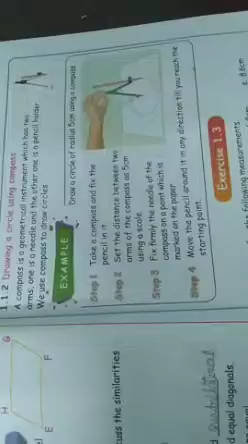 H
G
E
F
uss the similarities
d
equal diagonals.
1.1.2 Drawing a circle using compass
A compass is a geometrical instrument which has two
arms, one is a needle and the other one is a pencil holder
We use compass to draw circles
EXAMPLE
Draw a circle of radius 5cm using a compass
Step 1 Take a compass and fix the
pencil in it
Step 2 Set the distance between two
arms of the compass as 5cm
using a scale
Step 3 Fix firmly the needle of the
compass on a point which is
marked on the paper
Step 4 Move the pencil around it in any direction till you reach the
starting point.
Exercise 1.3
following measurements